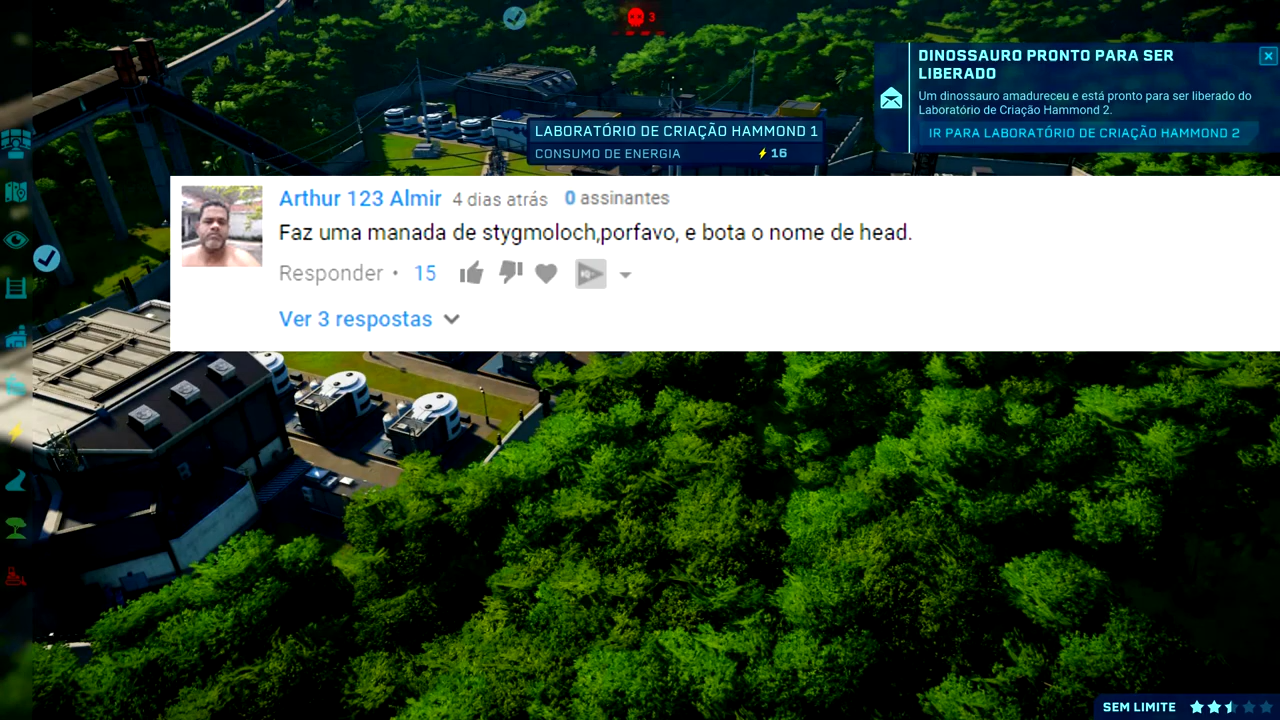 3
DINOSSAURO PRONTO PARA SER
LIBERADO
Um dinossauro amadureceu e está pronto para ser liberado do
Laboratório de Criação Hammond 2.
IR PARA LABORATÓRIO DE CRIAÇÃO HAMMOND 2
LABORATÓRIO DE CRIAÇÃO HAMMOND 1
CONSUMO DE ENERGIA 16
Arthur 123 Almir 4 dias atrás 0 assinantes
Faz uma manada de stygmoloch,porfavo, e bota o nome de head.
Responder • 15
Ver 3 respostas
SEM LIMITE